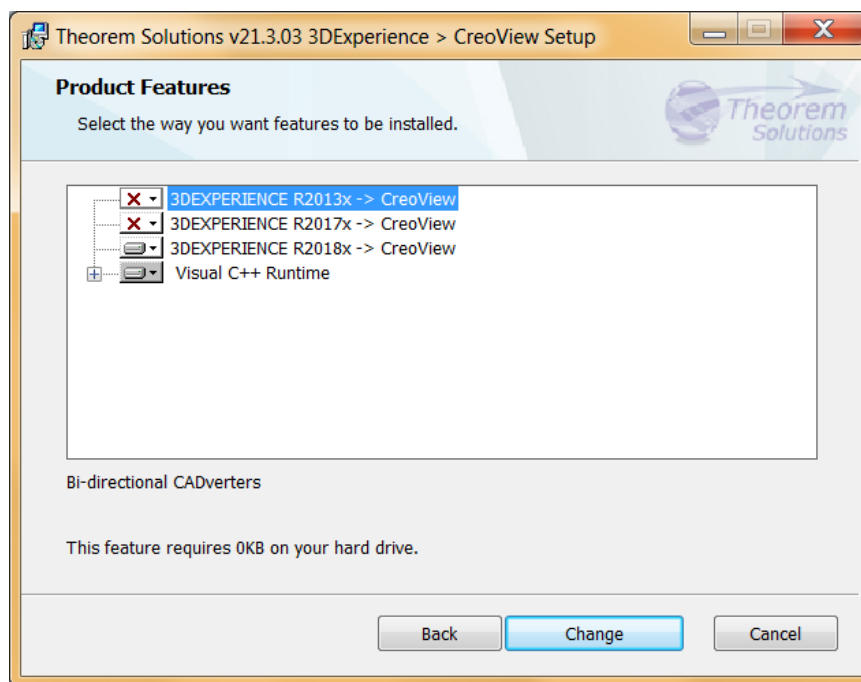 Theorem Solutions v21.3.03 3DExperience > CreoView Setup
Product Features
Select the way you want features to be installed.
Theorem
Solutions
3DEXPERIENCE R2013x -> CreoView
3DEXPERIENCE R2017x -> CreoView
3DEXPERIENCE R2018x -> CreoView
Visual C++ Runtime
Bi-directional CADverters
This feature requires 0KB on your hard drive.
Back
Change
Cancel